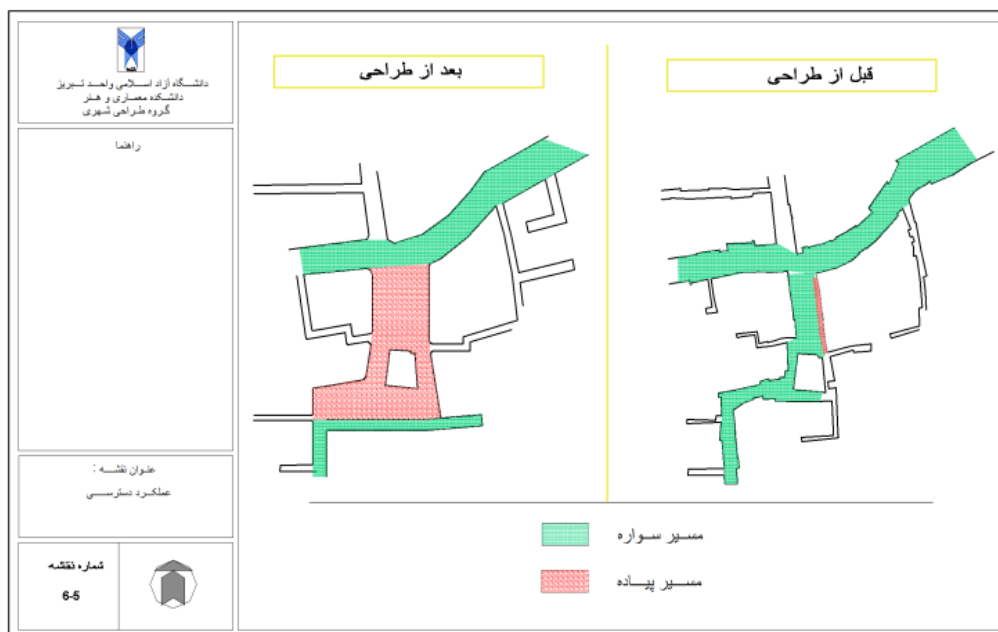 دانشگاه آزاد اسلامی واحد تبریز
دانشکده معماری و هنر
گروه طراحی شهری
راهنما
عنوان نقشه :
عملکرد دسترسی
شماره نقشه
6-5
قبل از طراحی
بعد از طراحی
مسیر سواره
مسیر پیاده